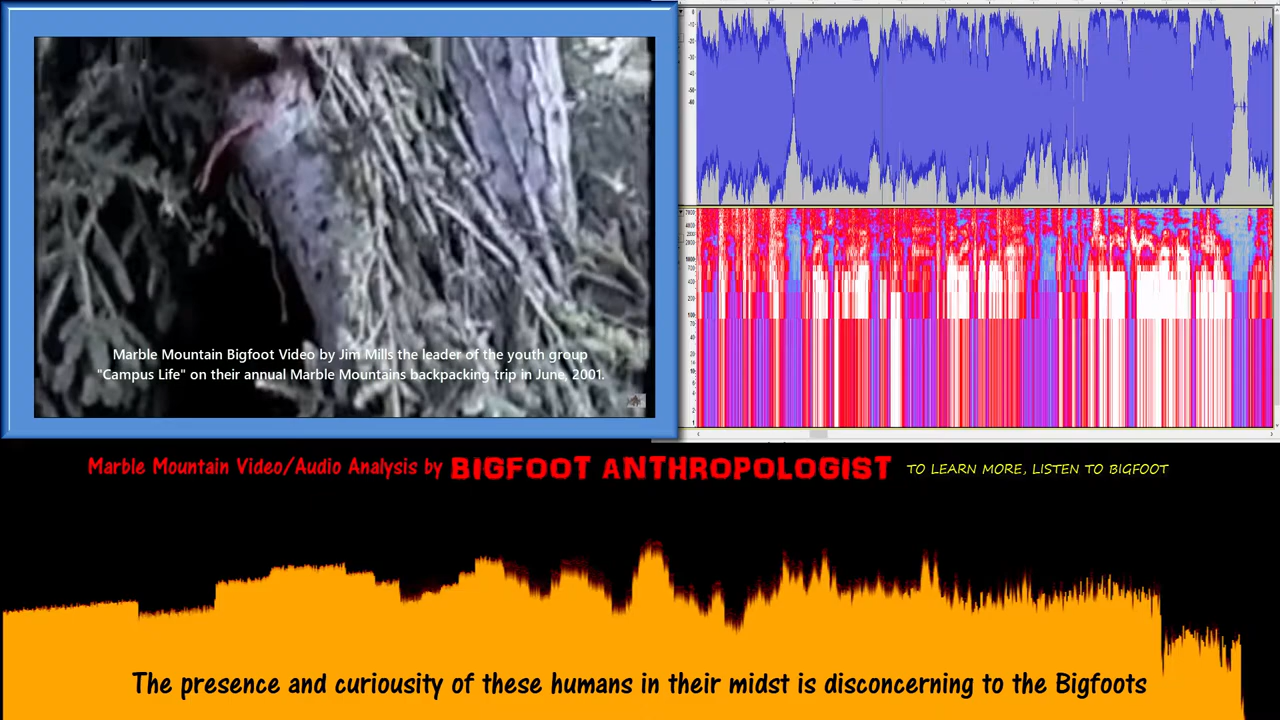 Marble Mountain Bigfoot Video by Jim Mills the leader of the youth group
"Campus Life" on their annual Marble Mountains backpacking trip in June, 2001.
Marble Mountain Video/Audio Analysis by BIGFOOT ANTHROPOLOGIST TO LEARN MORE, LISTEN TO BIGFOOT
The presence and curiousity of these humans in their midst is disconcerning to the Bigfoots